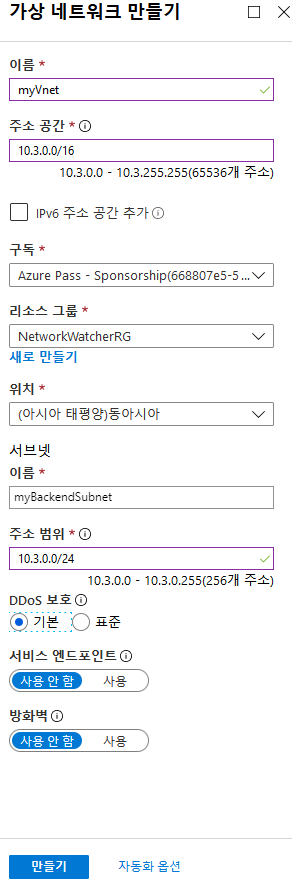 가상 네트워크 만들기
이름 *
myVnet
주소 공간 *
10.3.0.0/16
10.3.0.0 - 10.3.255.255(65536개 주소)
IPv6 주소 공간 추가
구독 *
Azure Pass - Sponsorship(668807e5-5 ...
리소스 그룹 *
NetworkWatcherRG
새로 만들기
위치 *
(아시아 태평양)동아시아
서브넷
이름 *
myBackendSubnet
주소 범위 *
10.3.0.0/24
10.3.0.0 - 10.3.0.255(256개 주소)
DDoS 보호
기본 표준
서비스 엔드포인트
사용 안 함 사용
방화벽
사용 안 함 사용
만들기 자동화 옵션